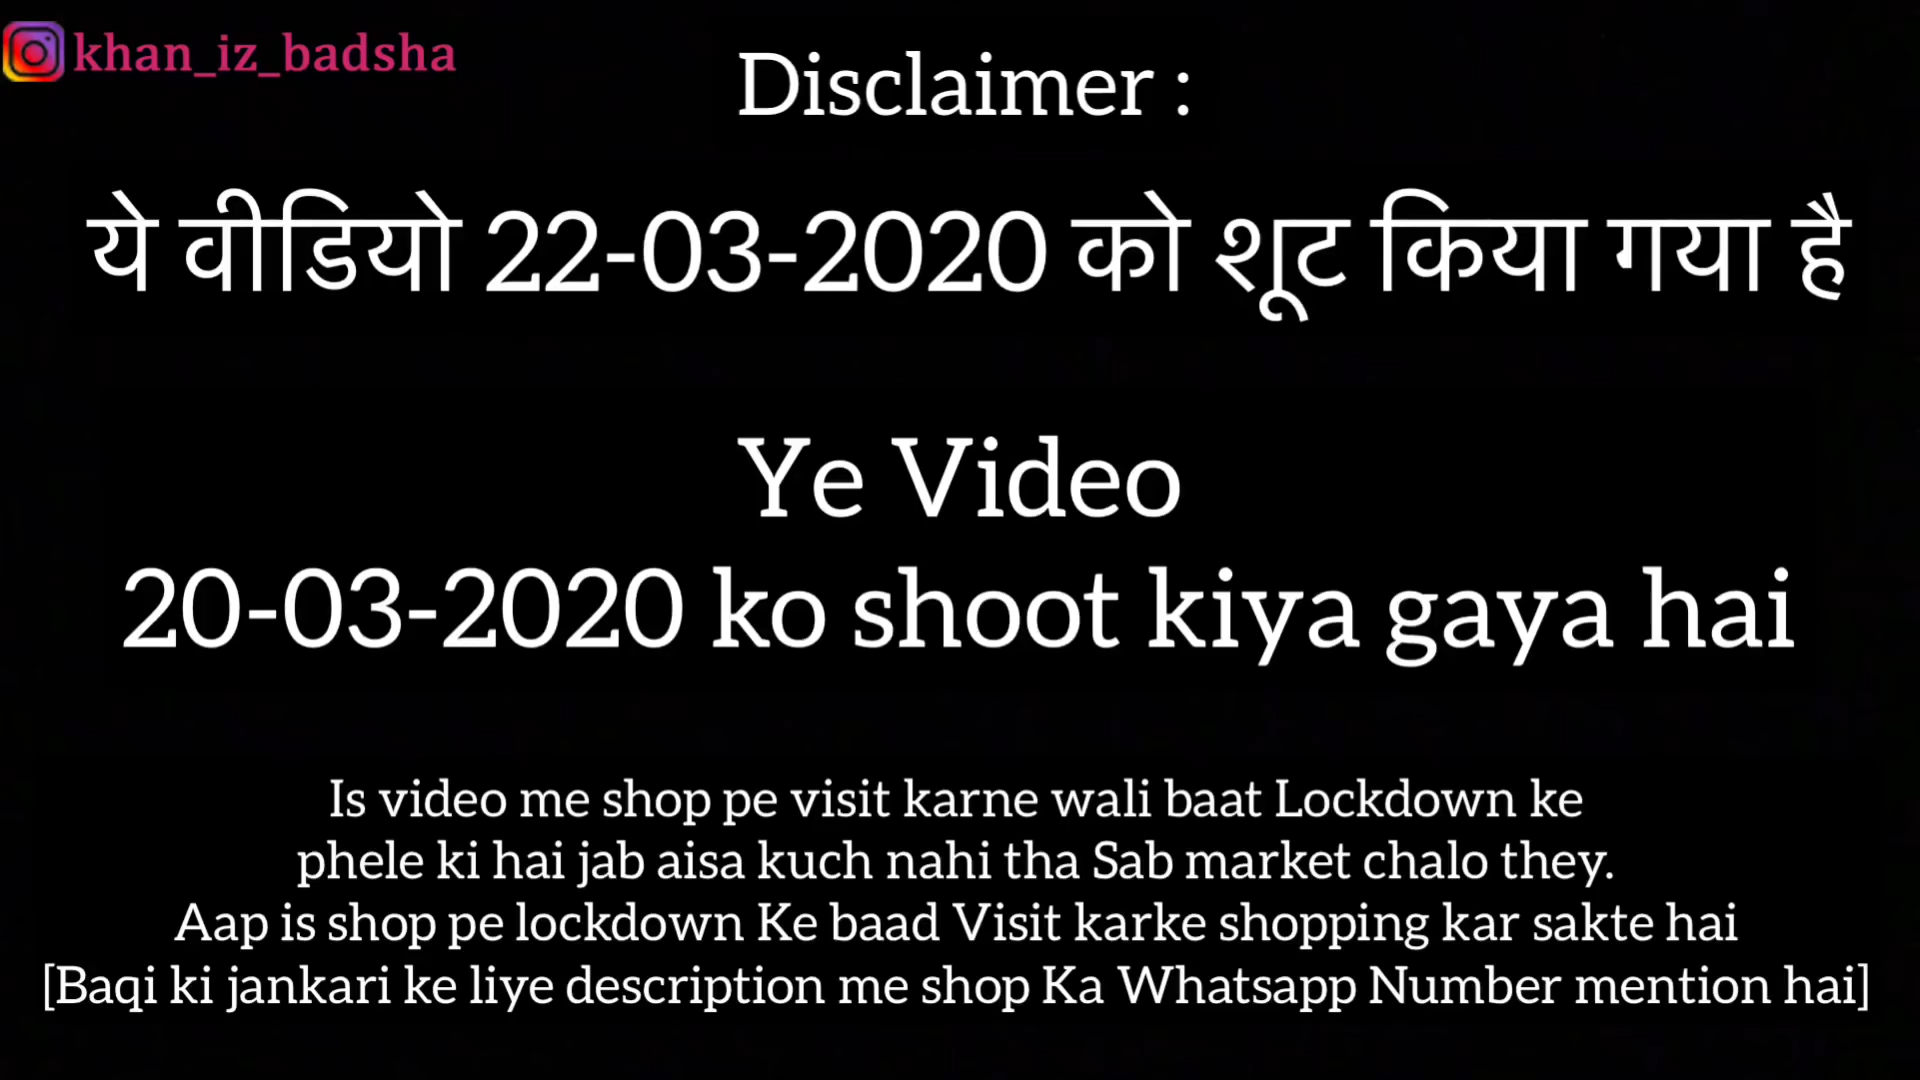 khan_iz_badsha
Disclaimer :
ये वीडियो 22-03-2020 को शूट किया गया है
Ye Video
20-03-2020 ko shoot kiya gaya hai
Is video me shop pe visit karne wali baat Lockdown ke
phele ki hai jab aisa kuch nahi tha Sab market chalo they.
Aap is shop pe lockdown Ke baad Visit karke shopping kar sakte hai
[Baqi ki jankari ke liye description me shop Ka Whatsapp Number mention hai]